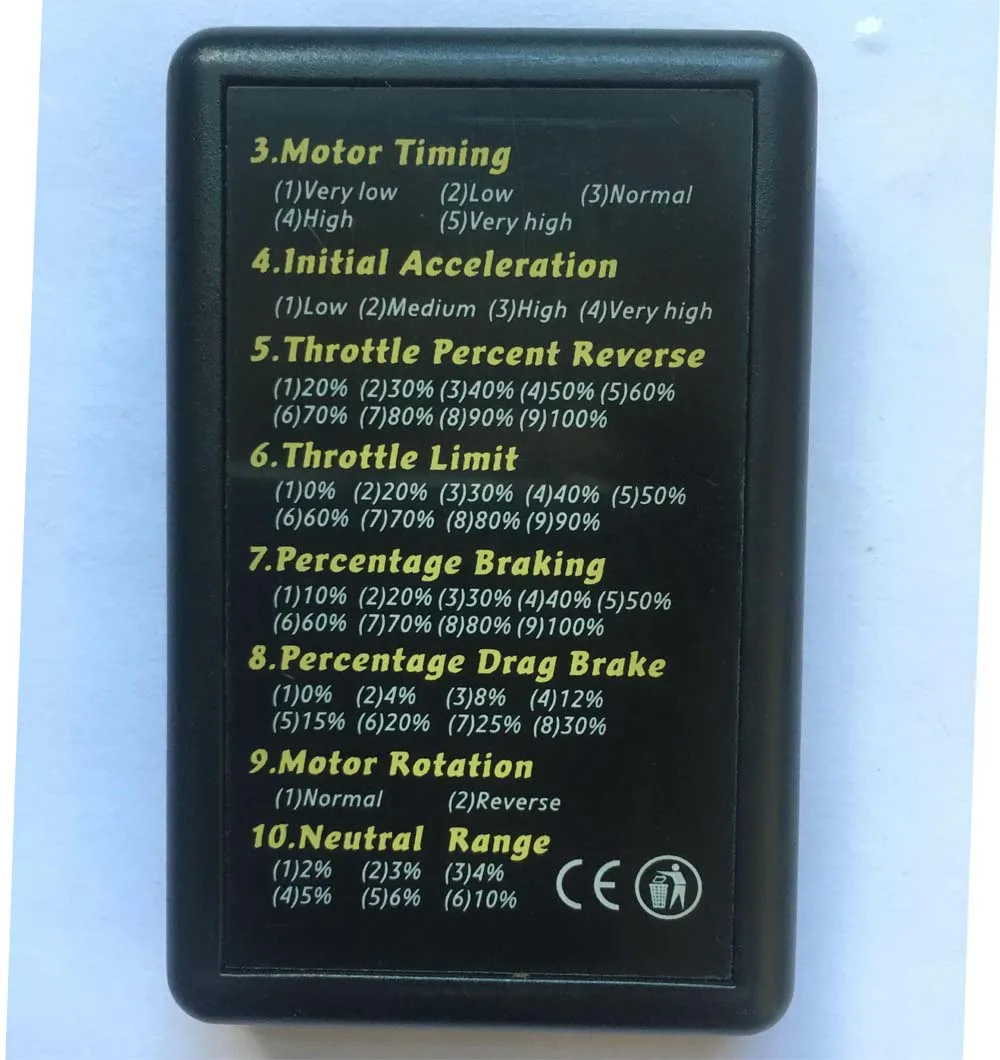 3.Motor Timing
(1)Very low (2)Low (3)Normal
(4)High (5)Very high
4.Initial Acceleration
(1)Low (2)Medium (3)High (4)Very high
5.Throttle Percent Reverse
(1)20% (2)30% (3)40% (4)50% (5)60%
(6)70% (7)80% (8)90% (9)100%
6.Throttle Limit
(1)0% (2)20% (3)30% (4)40% (5)50%
(6)60% (7)70% (8)80% (9)90%
7.Percentage Braking
(1)10% (2)20% (3)30% (4)40% (5)50%
(6)60% (7)70% (8)80% (9)100%
8.Percentage Drag Brake
(1)0% (2)4% (3)8% (4)12%
(5)15% (6)20% (7)25% (8)30%
9.Motor Rotation
(1)Normal (2)Reverse
10.Neutral Range
(1)2% (2)3% (3)4%
(4)5% (5)6% (6)10%
CE